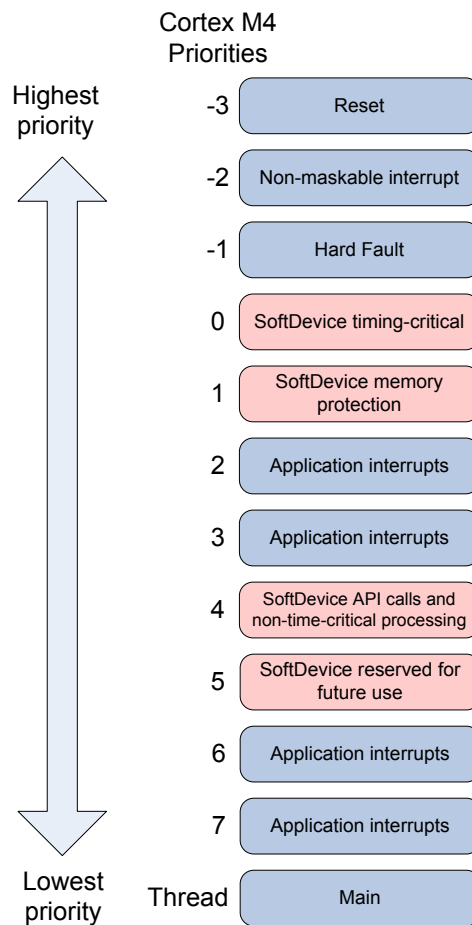 Cortex M4
Priorities
Highest
priority
-3
Reset
-2
Non-maskable interrupt
-1
Hard Fault
0
SoftDevice timing-critical
1
SoftDevice memory
protection
2
Application interrupts
3
Application interrupts
4
SoftDevice API calls and
non-time-critical processing
5
SoftDevice reserved for
future use
6
Application interrupts
7
Application interrupts
Lowest
priority
Thread
Main